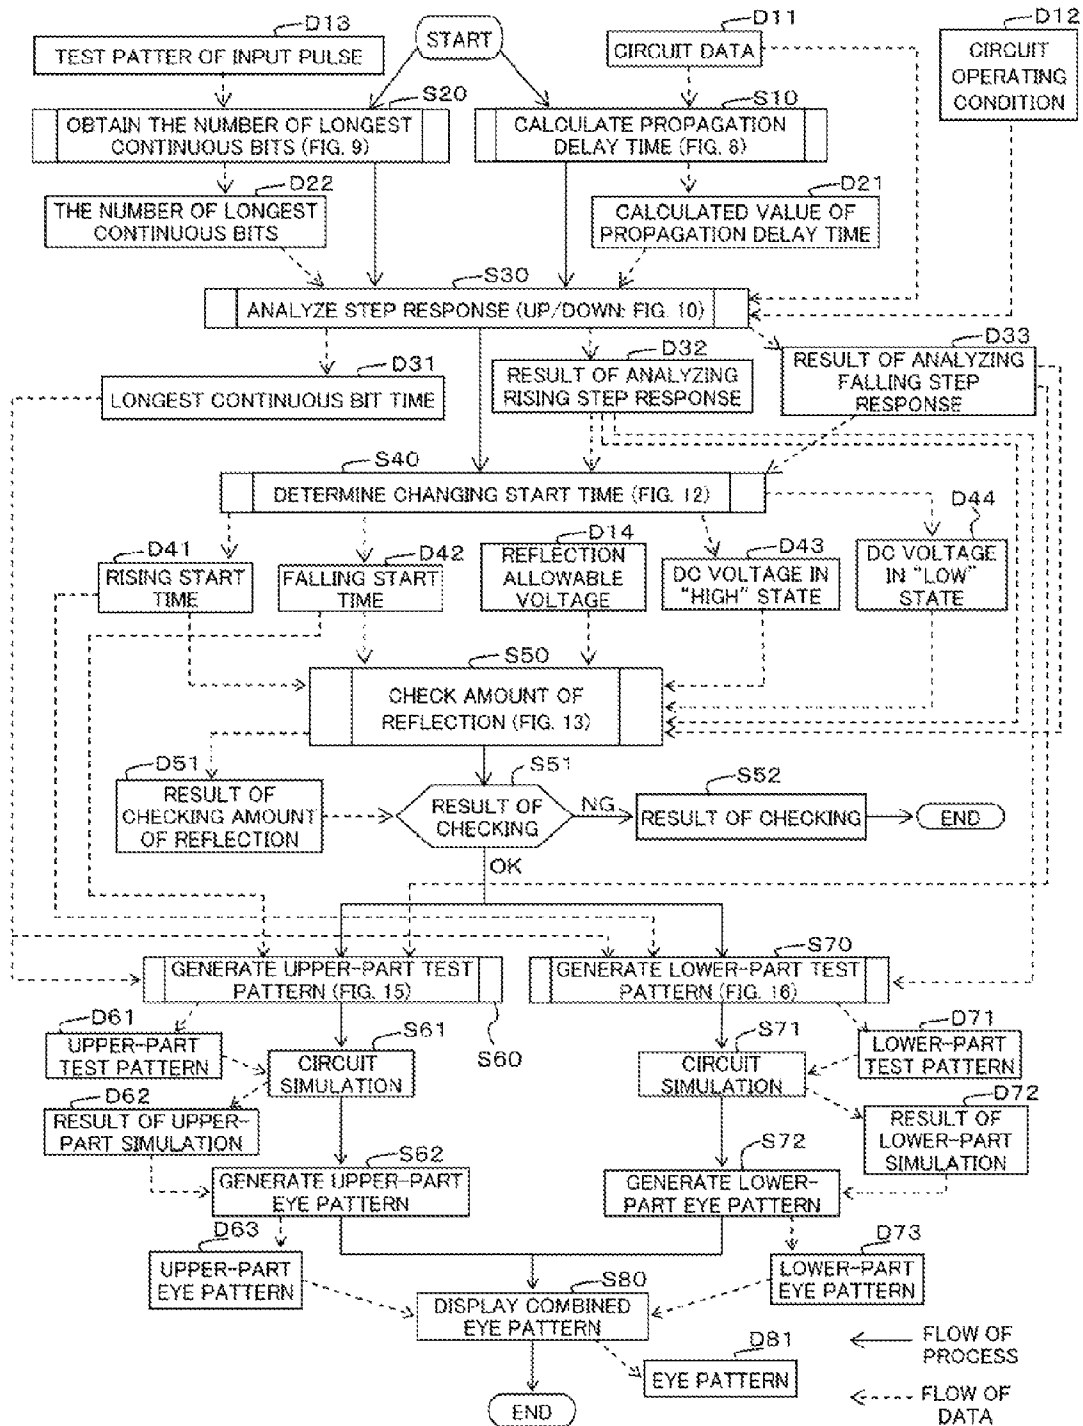 D13
TEST PATTER OF INPUT PULSE
START
D11
CIRCUIT DATA
D12
CIRCUIT
OPERATING
CONDITION
S20
OBTAIN THE NUMBER OF LONGEST
CONTINUOUS BITS (FIG. 9)
S10
CALCULATE PROPAGATION
DELAY TIME (FIG. 8)
D22
THE NUMBER OF LONGEST
CONTINUOUS BITS
D21
CALCULATED VALUE OF
PROPAGATION DELAY TIME
S30
ANALYZE STEP RESPONSE (UP/DOWN: FIG. 10)
D31
LONGEST CONTINUOUS BIT TIME
D32
RESULT OF ANALYZING
RISING STEP RESPONSE
D33
RESULT OF ANALYZING
FALLING STEP
RESPONSE
S40
DETERMINE CHANGING START TIME (FIG. 12)
D41
RISING START
TIME
D42
FALLING START
TIME
D14
REFLECTION
ALLOWABLE
VOLTAGE
D43
DC VOLTAGE IN
"HIGH" STATE
D44
DC VOLTAGE
IN "LOW"
STATE
S50
CHECK AMOUNT OF
REFLECTION (FIG. 13)
D51
RESULT OF
CHECKING AMOUNT
OF REFLECTION
S51
RESULT OF
CHECKING
NG
S52
RESULT OF CHECKING
END
OK
GENERATE UPPER-PART TEST
PATTERN (FIG. 15)
S60
S70
GENERATE LOWER-PART TEST
PATTERN (FIG. 16)
D61
UPPER-PART
TEST PATTERN
S61
CIRCUIT
SIMULATION
S71
CIRCUIT
SIMULATION
D71
LOWER-PART
TEST PATTERN
D62
RESULT OF UPPER-
PART SIMULATION
D72
RESULT OF
LOWER-PART
SIMULATION
S62
GENERATE UPPER-PART
EYE PATTERN
S72
GENERATE LOWER-
PART EYE PATTERN
D63
UPPER-PART
EYE PATTERN
D73
LOWER-PART
EYE PATTERN
S80
DISPLAY COMBINED
EYE PATTERN
D81
EYE PATTERN
END
FLOW OF
PROCESS
FLOW OF
DATA